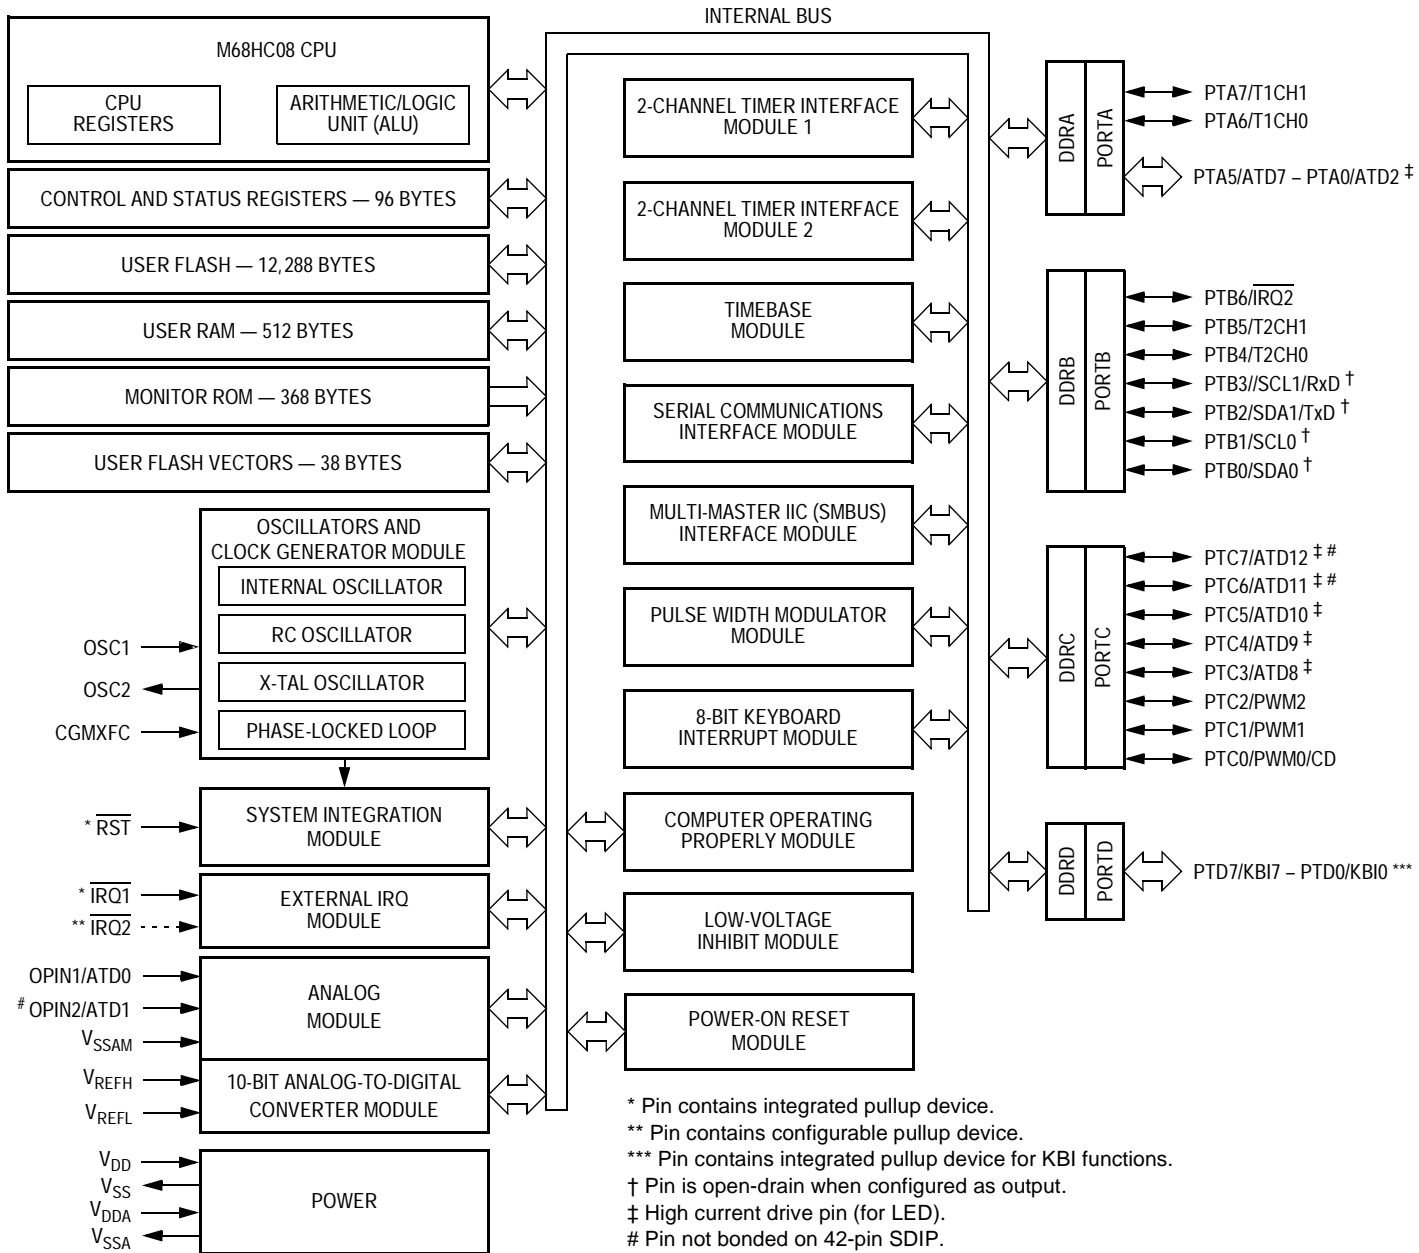 INTERNAL BUS
M68HC08 CPU
CPU
REGISTERS
ARITHMETIC/LOGIC
UNIT (ALU)
CONTROL AND STATUS REGISTERS — 96 BYTES
USER FLASH — 12,288 BYTES
USER RAM — 512 BYTES
MONITOR ROM — 368 BYTES
USER FLASH VECTORS — 38 BYTES
OSCILLATORS AND
CLOCK GENERATOR MODULE
INTERNAL OSCILLATOR
RC OSCILLATOR
X-TAL OSCILLATOR
PHASE-LOCKED LOOP
OSC1
OSC2
CGMXFC
* RST
SYSTEM INTEGRATION
MODULE
* IRQ1
** IRQ2
EXTERNAL IRQ
MODULE
OPIN1/ATD0
# OPIN2/ATD1
VSSAM
ANALOG
MODULE
VREFH
VREFL
10-BIT ANALOG-TO-DIGITAL
CONVERTER MODULE
VDD
VSS
VDDA
VSSA
POWER
2-CHANNEL TIMER INTERFACE
MODULE 1
2-CHANNEL TIMER INTERFACE
MODULE 2
TIMEBASE
MODULE
SERIAL COMMUNICATIONS
INTERFACE MODULE
MULTI-MASTER IIC (SMBUS)
INTERFACE MODULE
PULSE WIDTH MODULATOR
MODULE
8-BIT KEYBOARD
INTERRUPT MODULE
COMPUTER OPERATING
PROPERLY MODULE
LOW-VOLTAGE
INHIBIT MODULE
POWER-ON RESET
MODULE
DDRA
PORTA
PTA7/T1CH1
PTA6/T1CH0
PTA5/ATD7 – PTA0/ATD2 ‡
DDRB
PORTB
PTB6/IRQ2
PTB5/T2CH1
PTB4/T2CH0
PTB3//SCL1/RxD †
PTB2/SDA1/TxD †
PTB1/SCL0 †
PTB0/SDA0 †
DDRC
PORTC
PTC7/ATD12 ‡ #
PTC6/ATD11 ‡ #
PTC5/ATD10 ‡
PTC4/ATD9 ‡
PTC3/ATD8 ‡
PTC2/PWM2
PTC1/PWM1
PTC0/PWM0/CD
DDRD
PORTD
PTD7/KBI7 – PTD0/KBI0 ***
* Pin contains integrated pullup device.
** Pin contains configurable pullup device.
*** Pin contains integrated pullup device for KBI functions.
† Pin is open-drain when configured as output.
‡ High current drive pin (for LED).
# Pin not bonded on 42-pin SDIP.